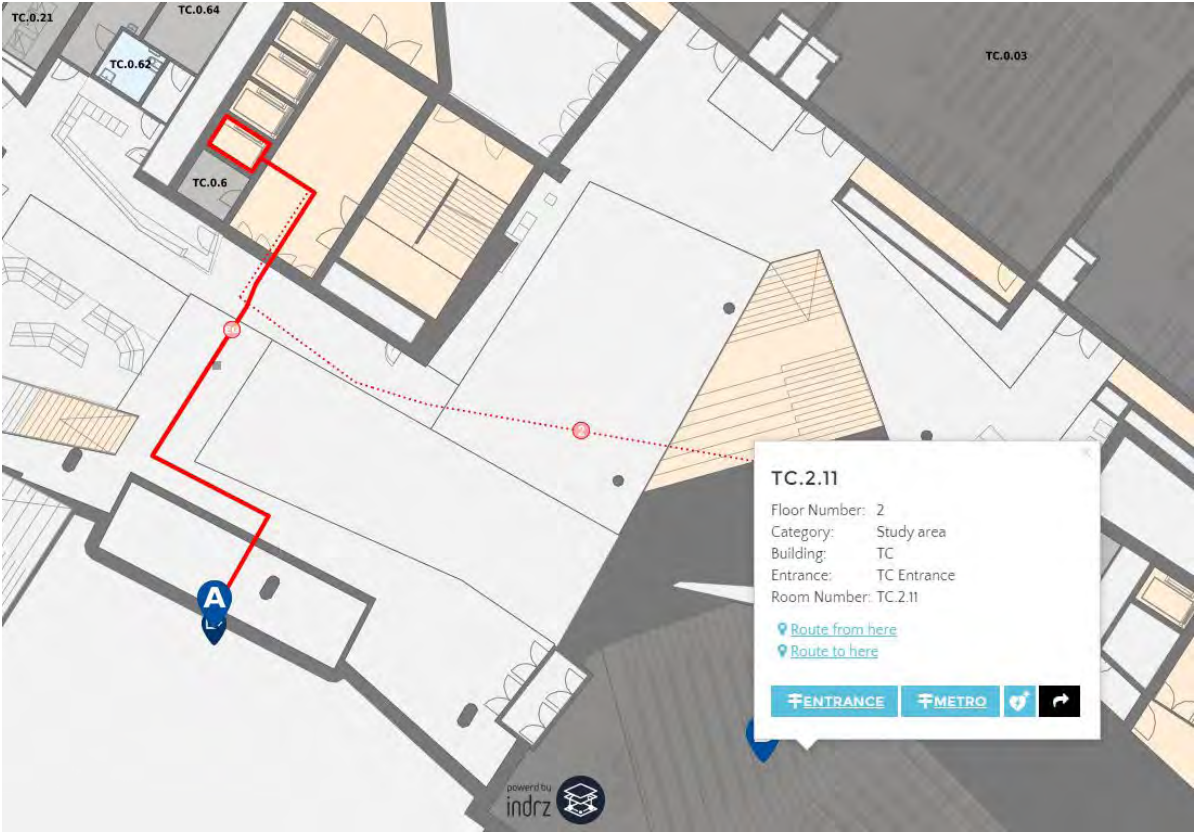 TC.0.21
TC.0.64
TC.0.62
TC.0.03
TC.0.6
EG
2
A
TC.2.11
Floor Number: 2
Category: Study area
Building: TC
Entrance: TC Entrance
Room Number: TC.2.11
Route from here
Route to here
ENTRANCE METRO
powerd by
indrz